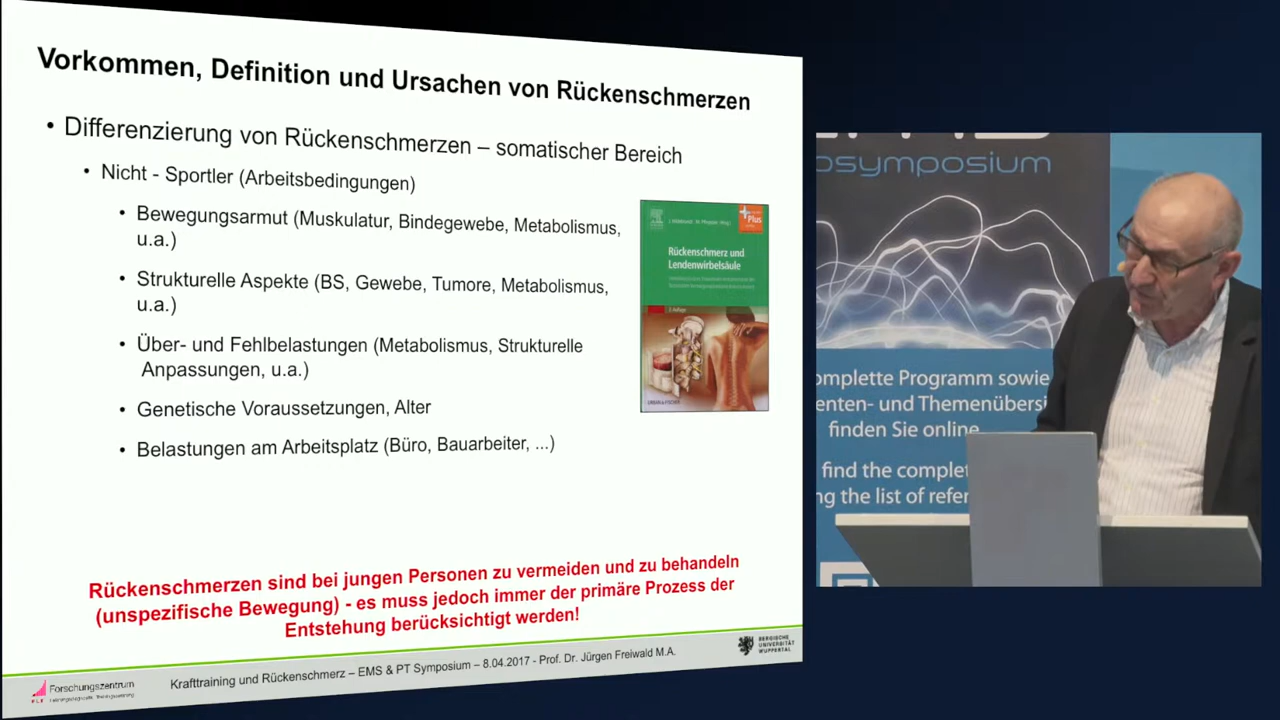 Vorkommen, Definition und Ursachen von Rückenschmerzen
• Differenzierung von Rückenschmerzen – somatischer Bereich
• Nicht - Sportler (Arbeitsbedingungen)
• Bewegungsarmut (Muskulatur, Bindegewebe, Metabolismus,
u.a.)
• Strukturelle Aspekte (BS, Gewebe, Tumore, Metabolismus,
u.a.)
• Über- und Fehlbelastungen (Metabolismus, Strukturelle
Anpassungen, u.a.)
• Genetische Voraussetzungen, Alter
• Belastungen am Arbeitsplatz (Büro, Bauarbeiter, ...)
Plus
Rückenschmerz und
Lendenwirbelsäule
Rückenschmerzen sind bei jungen Personen zu vermeiden und zu behandeln
(unspezifische Bewegung) - es muss jedoch immer der primäre Prozess der
Entstehung berücksichtigt werden!
Forschungszentrum
Krafttraining und Rückenschmerz – EMS & PT Symposium – 8.04.2017 - Prof. Dr. Jürgen Freiwald M.A.
BERGISCHE
UNIVERSITÄT
WUPPERTAL
osymposium
omplette Programm sowie
enten- und Themenübersi
finden Sie online
find the complet
ng the list of refer